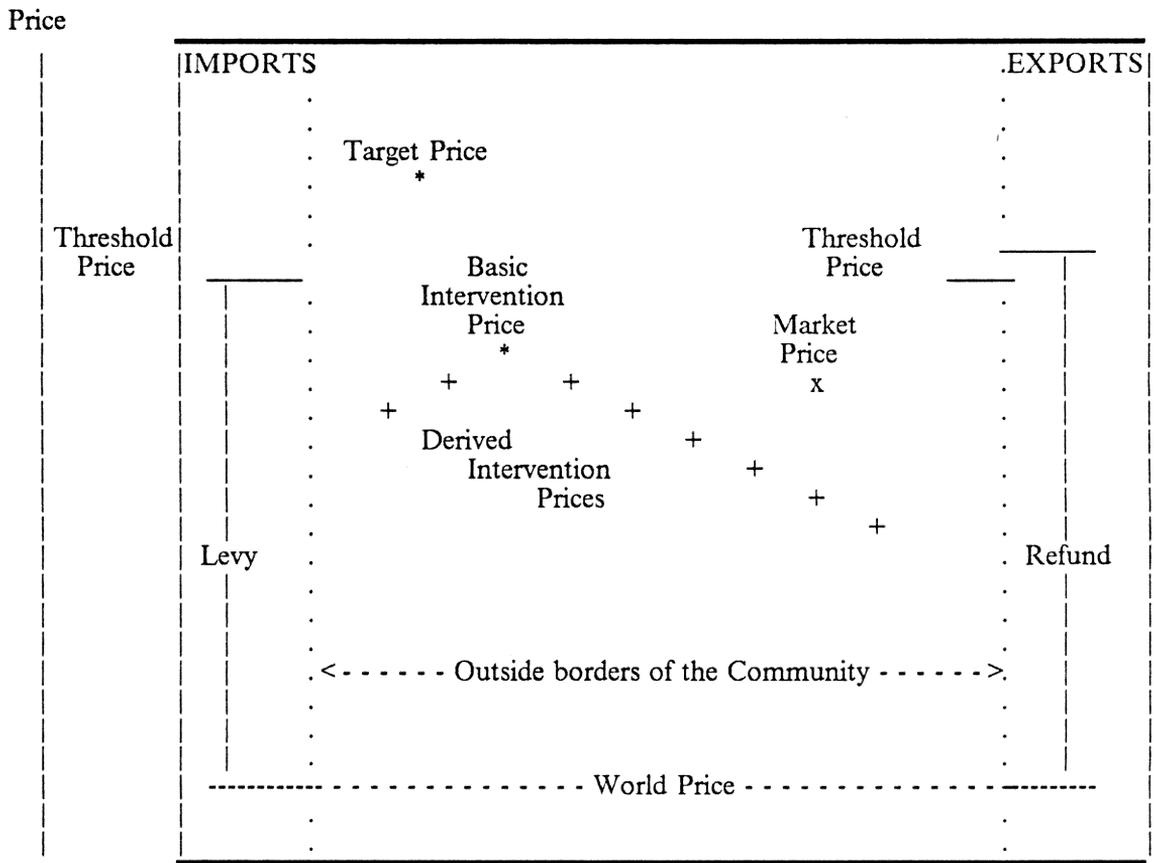 Price
IMPORTS
EXPORTS
Target Price
*
Threshold
Price
Threshold
Price
Basic
Intervention
Price
*
Market
Price
x
+ +
+ +
+
+
+
+
Derived
Intervention
Prices
Levy
Refund
<- - - - - - Outside borders of the Community - - - - - ->
World Price